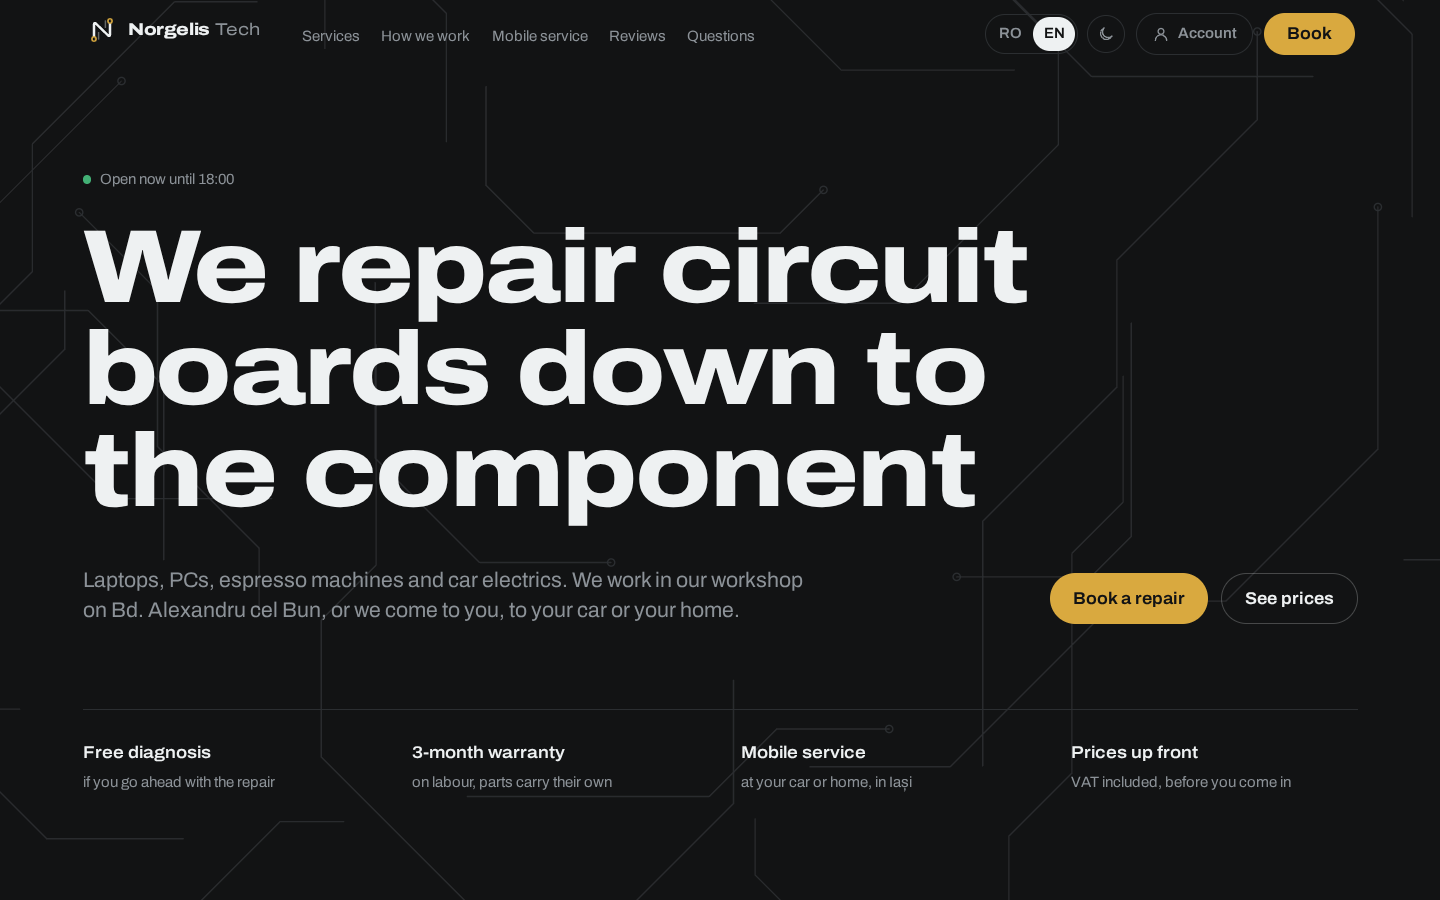 Norgelis Tech
Services
How we work
Mobile service
Reviews
Questions
RO
EN
Account
Book
Open now until 18:00
We repair circuit
boards down to
the component
Laptops, PCs, espresso machines and car electrics. We work in our workshop
on Bd. Alexandru cel Bun, or we come to you, to your car or your home.
Book a repair
See prices
Free diagnosis
if you go ahead with the repair
3-month warranty
on labour, parts carry their own
Mobile service
at your car or home, in Iași
Prices up front
VAT included, before you come in